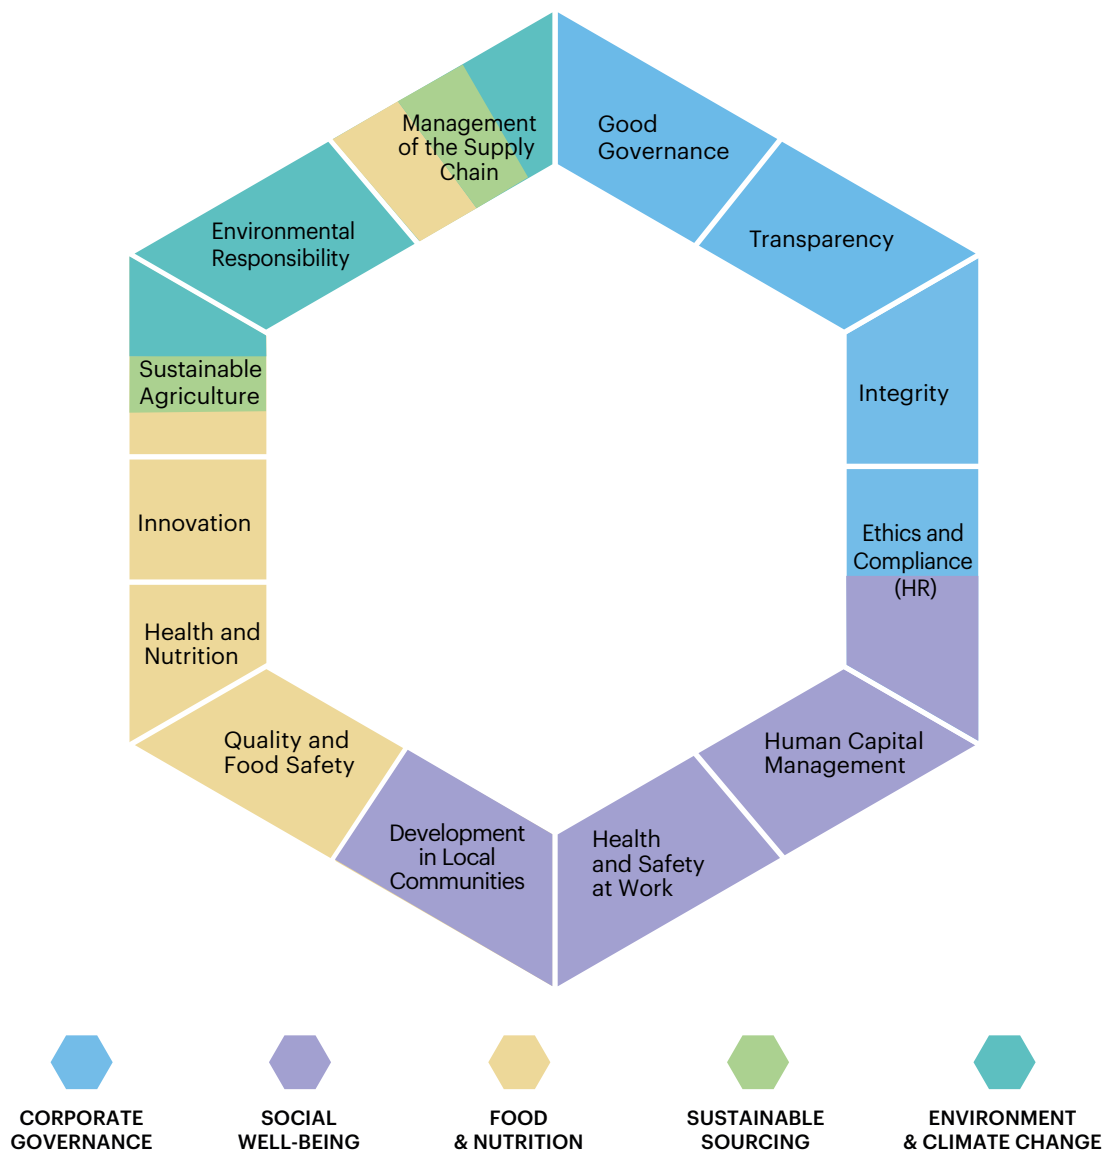 Management
of the Supply
Chain
Good
Governance
Transparency
Environmental
Responsibility
Integrity
Sustainable
Agriculture
Innovation
Ethics and
Compliance
(HR)
Health and
Nutrition
Quality and
Food Safety
Human Capital
Management
Development
in Local
Communities
Health
and Safety
at Work
CORPORATE
GOVERNANCE
SOCIAL
WELL-BEING
FOOD
& NUTRITION
SUSTAINABLE
SOURCING
ENVIRONMENT
& CLIMATE CHANGE